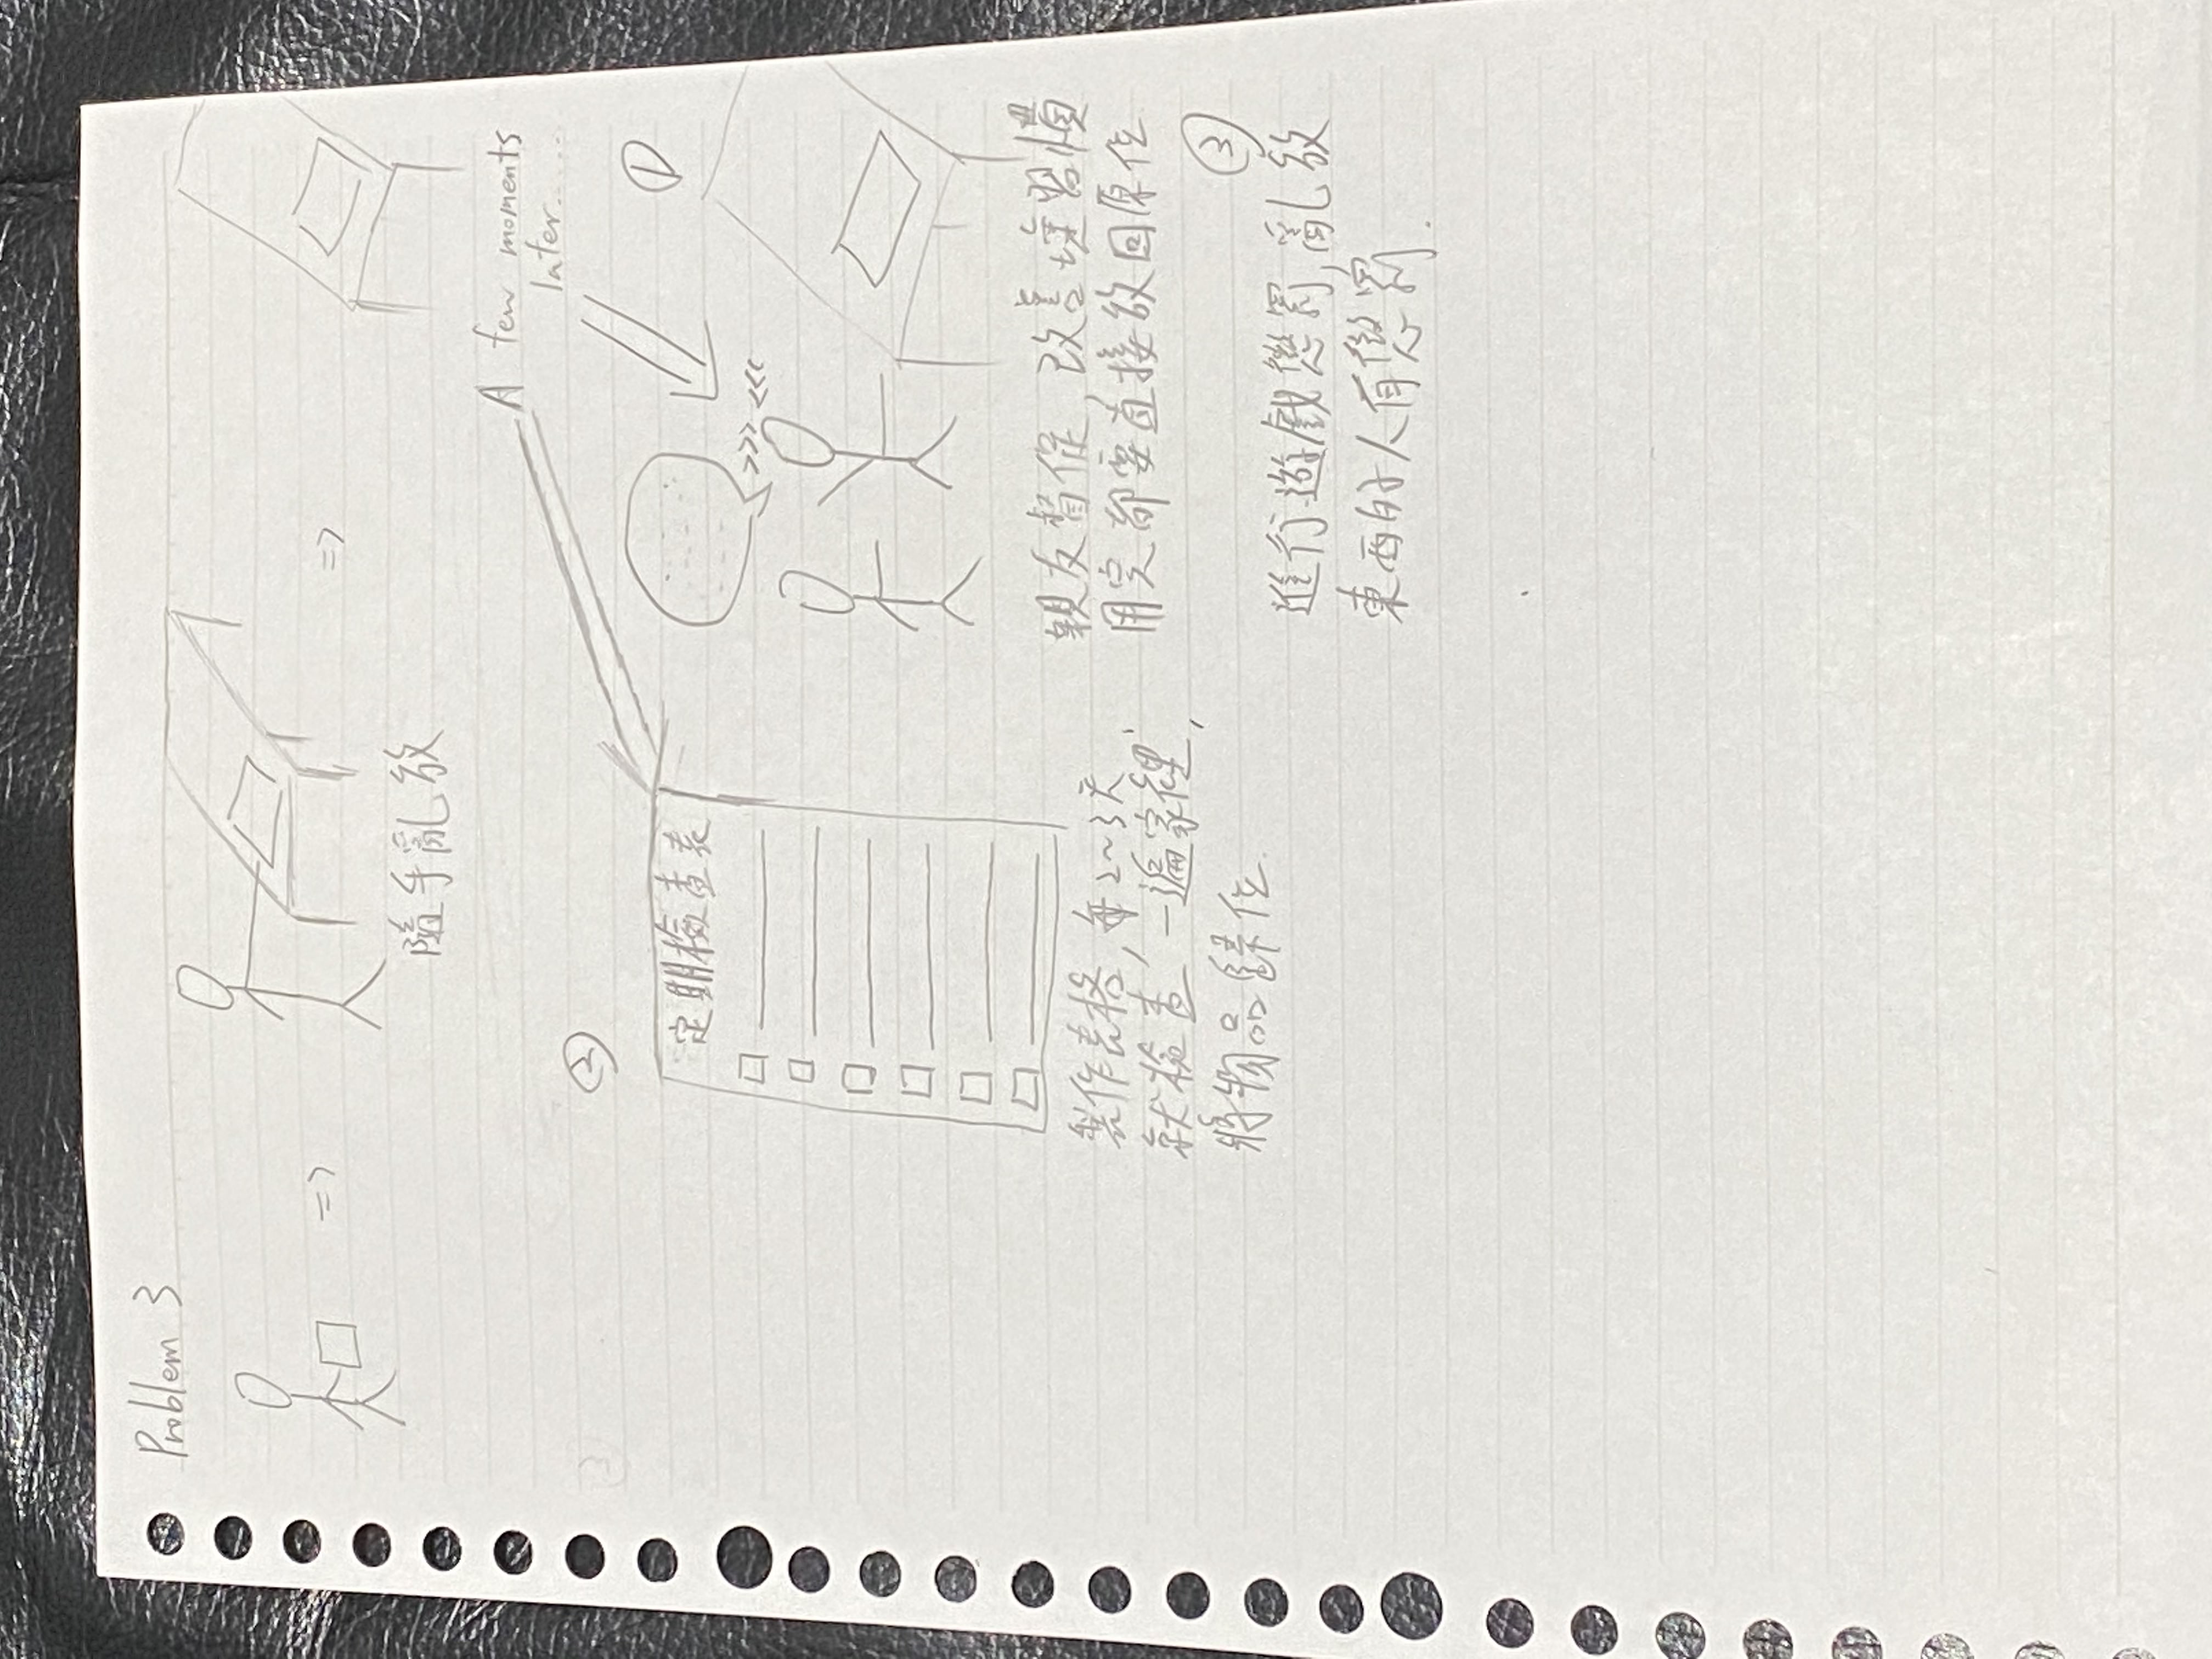 Problem 3
隨手亂放
A few moments
later......
②
定期檢查表
製作表格,每2~3天
就檢查一遍家裡,
將物品歸位.
①
親友督促,改善壞習慣
用完都要直接放回原位
③
進行遊戲懲罰,亂放
東西的人有懲罰.